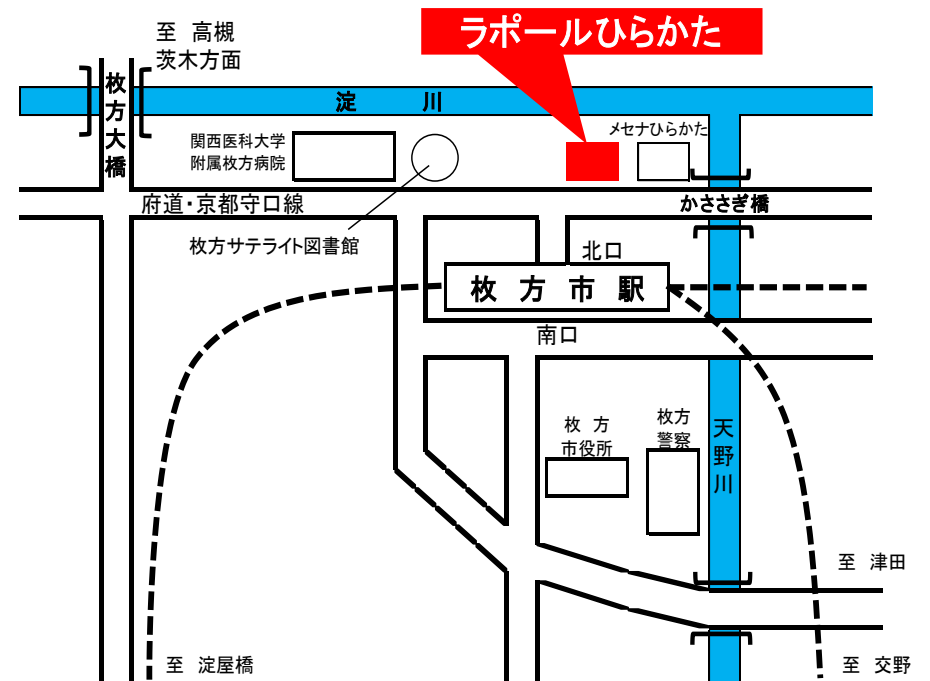 至 高槻
茨木方面
ラポールひらかた
枚方大橋
淀 川
関西医科大学
附属枚方病院
メセナひらかた
府道・京都守口線
かささぎ橋
枚方サテライト図書館
北口
枚 方 市 駅
南口
枚 方
市役所
枚方
警察
天野川
至 津田
至 淀屋橋
至 交野